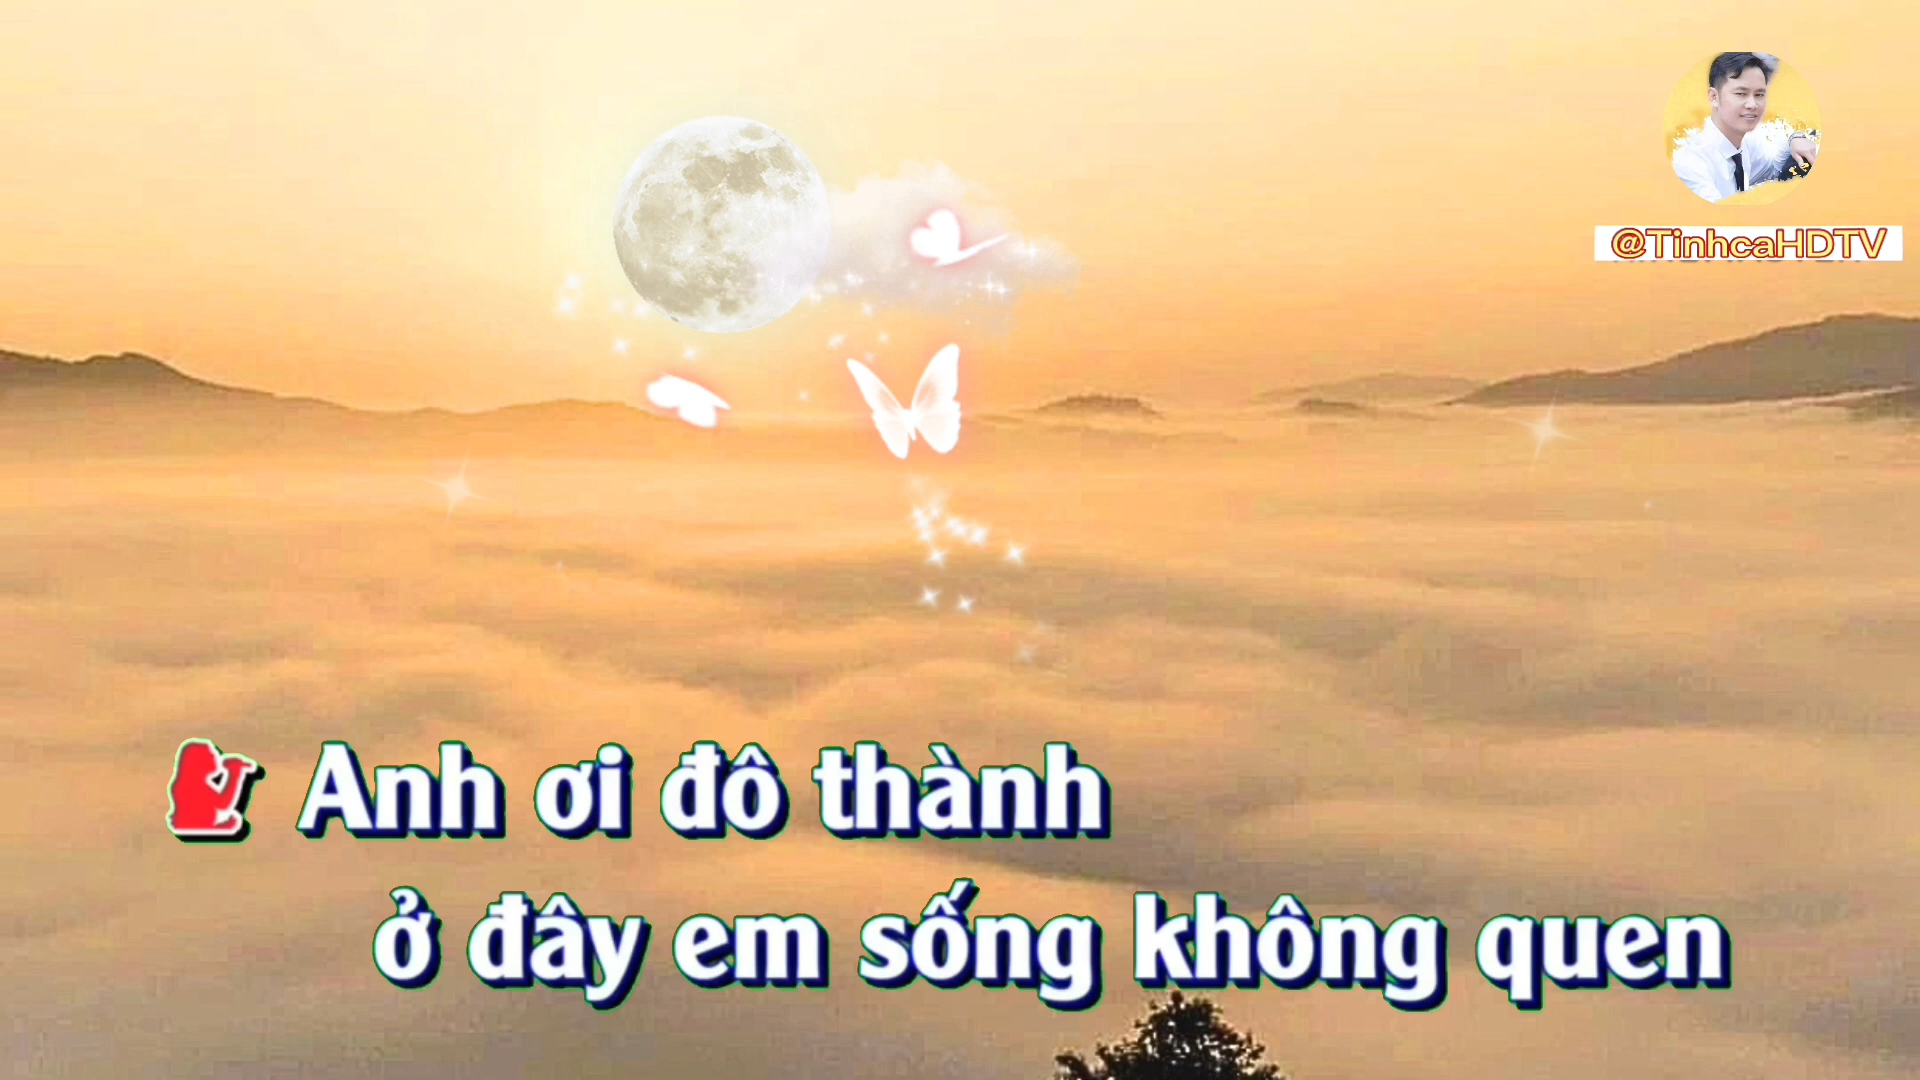 @TinhcaHDTV
Anh ơi đô thành
ở đây em sống không quen